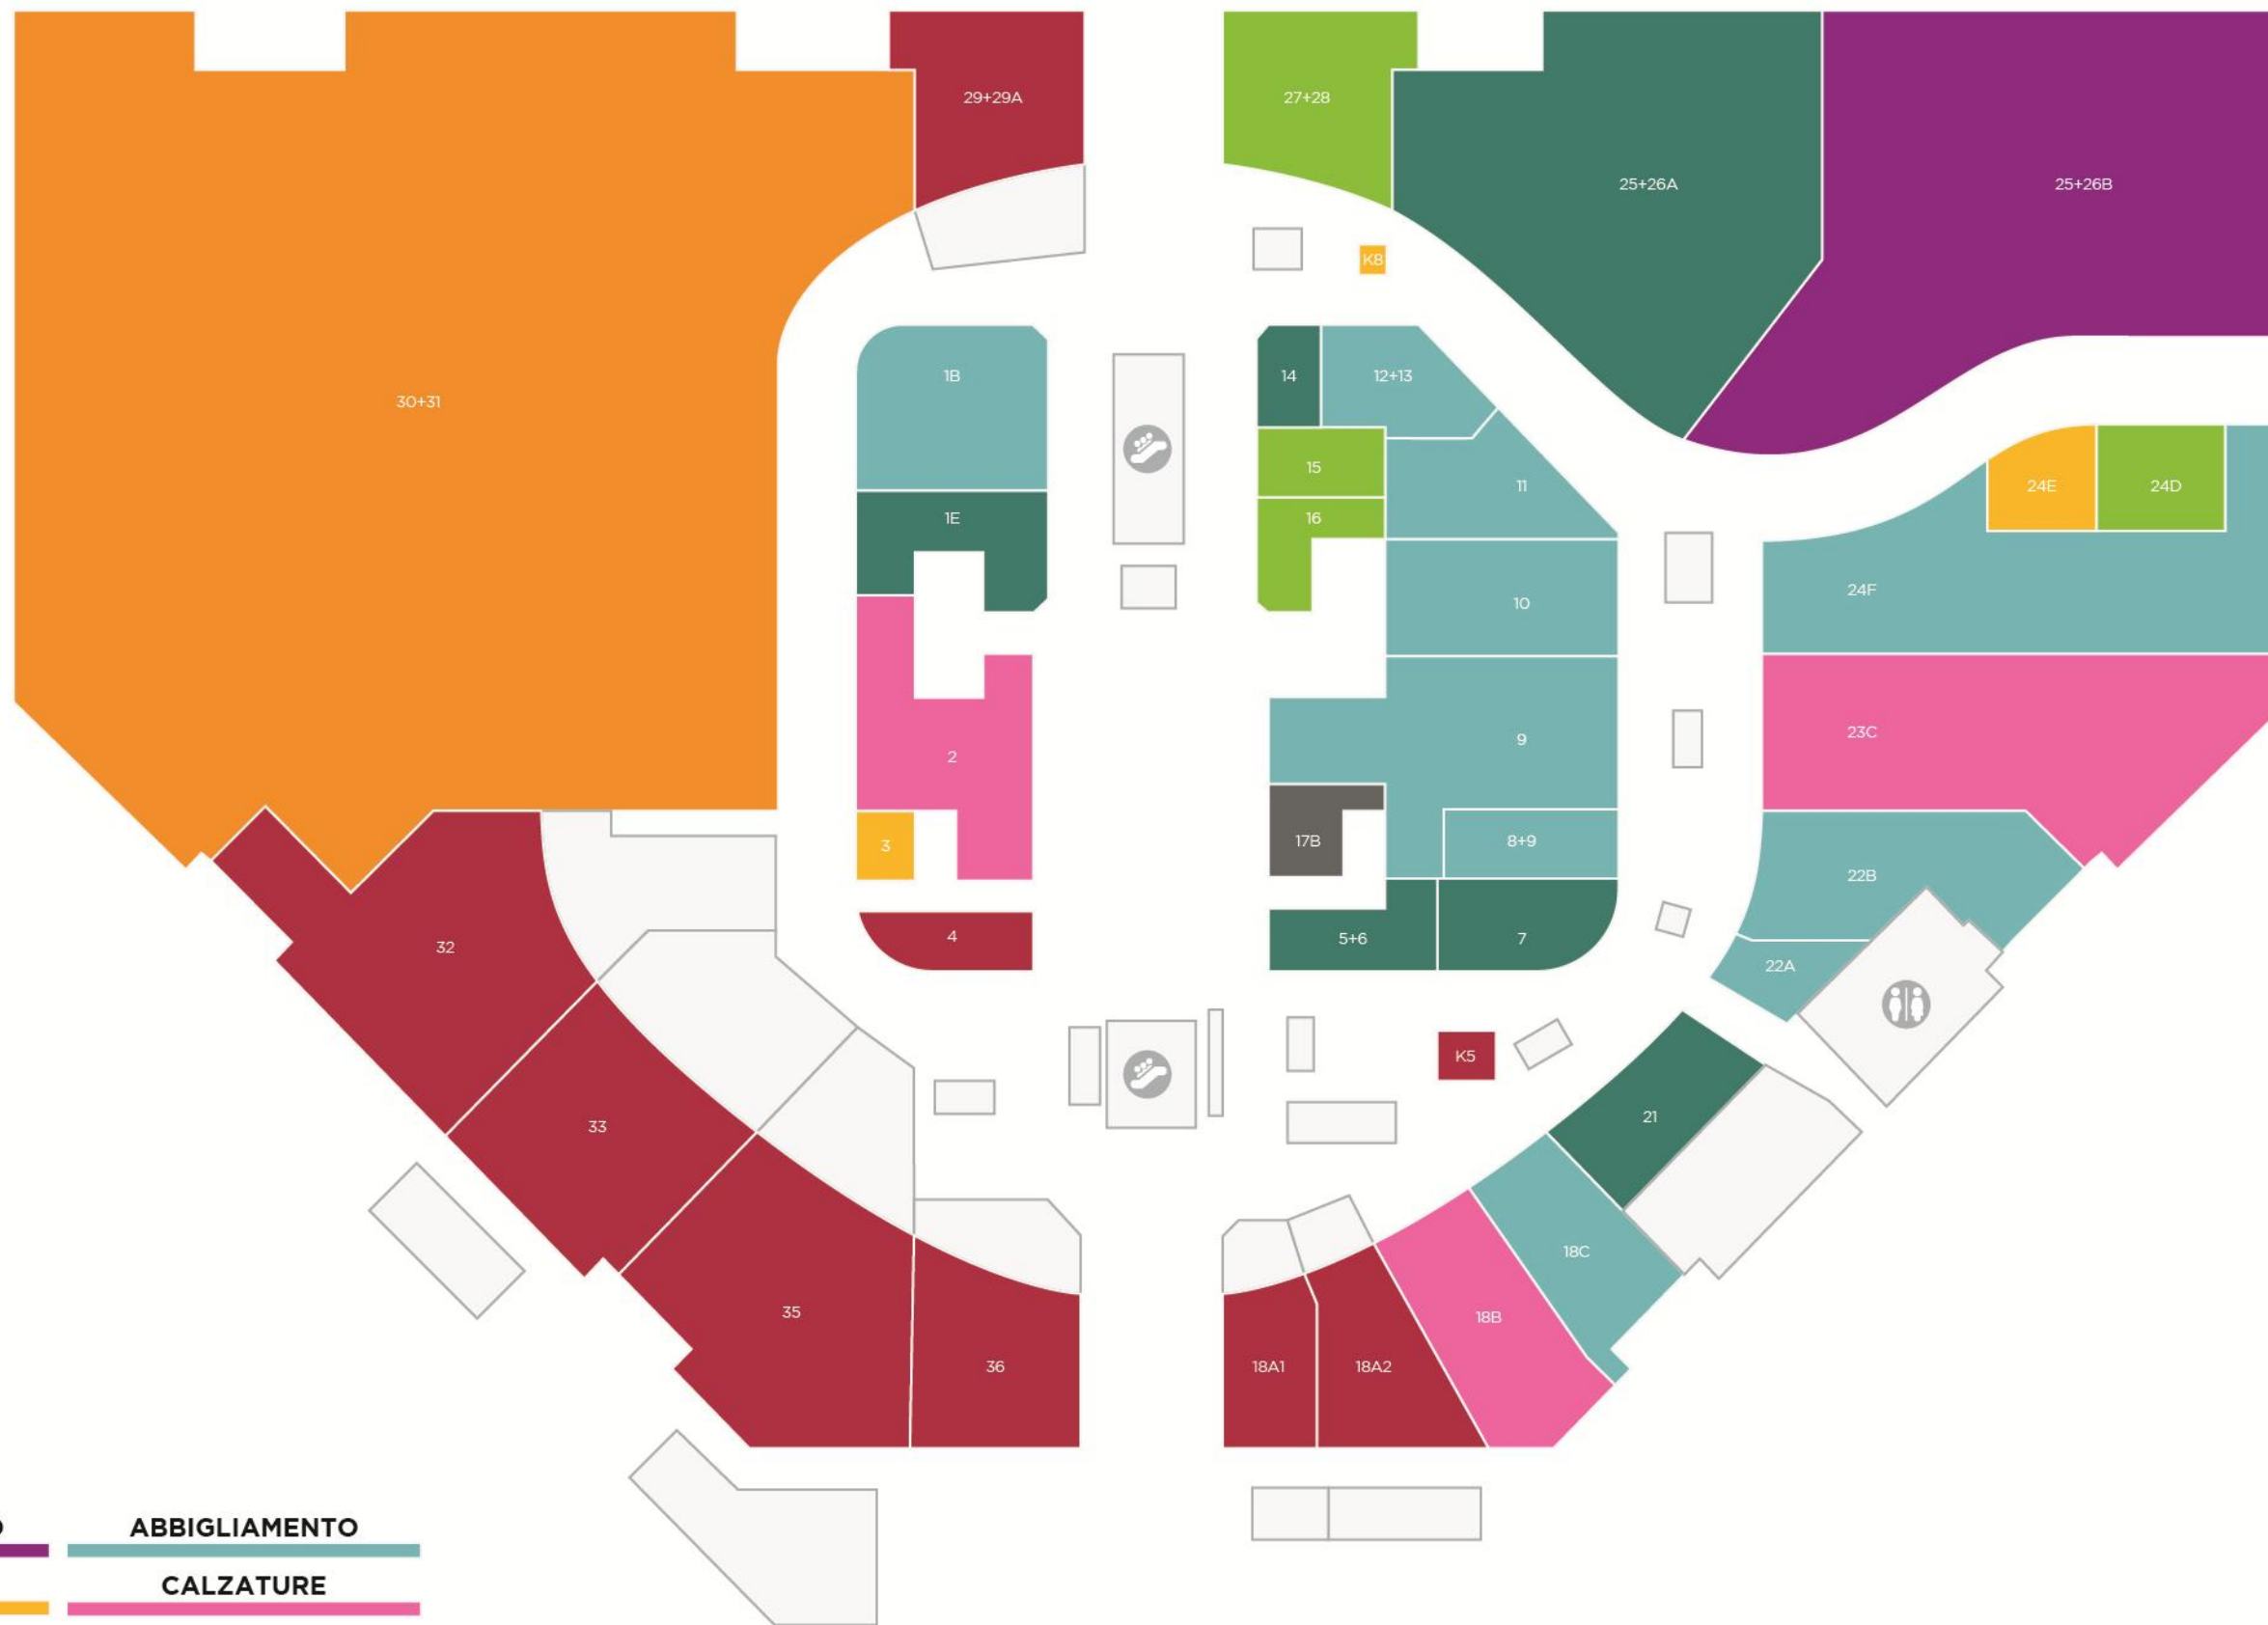 29+29A
27+28
25+26A
25+26B
K8
30+31
1B
14
12+13
15
11
24E
24D
1E
16
24F
10
2
9
23C
3
17B
8+9
22B
32
4
5+6
7
22A
K5
33
21
18C
35
18B
36
18A1
18A2
O
ABBIGLIAMENTO
CALZATURE